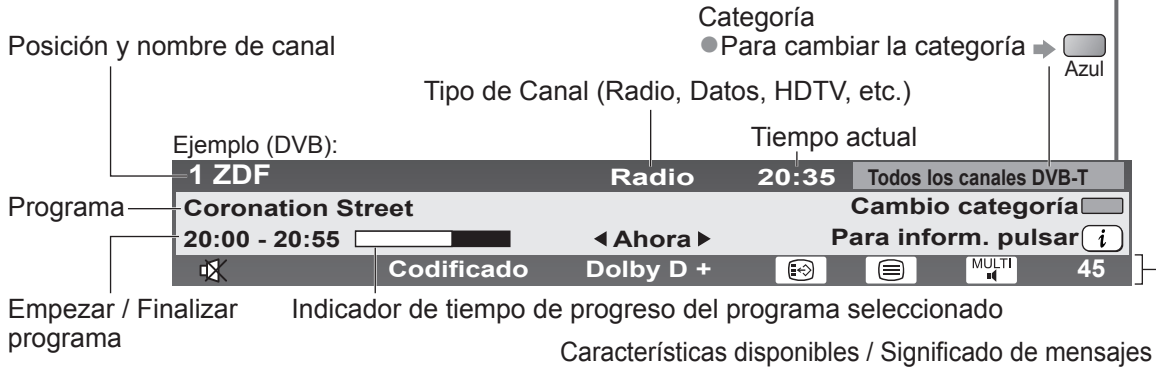 Categoría
Posición y nombre de canal
●Para cambiar la categoría
Azul
Tipo de Canal (Radio, Datos, HDTV, etc.)
Tiempo actual
Ejemplo (DVB):
1 ZDF Radio 20:35 Todos los canales DVB-T
Programa
Coronation Street Cambio categoría
20:00 - 20:55 Ahora Para inform. pulsar i
Codificado Dolby D + MULTI 45
Empezar / Finalizar
programa
Indicador de tiempo de progreso del programa seleccionado
Características disponibles / Significado de mensajes